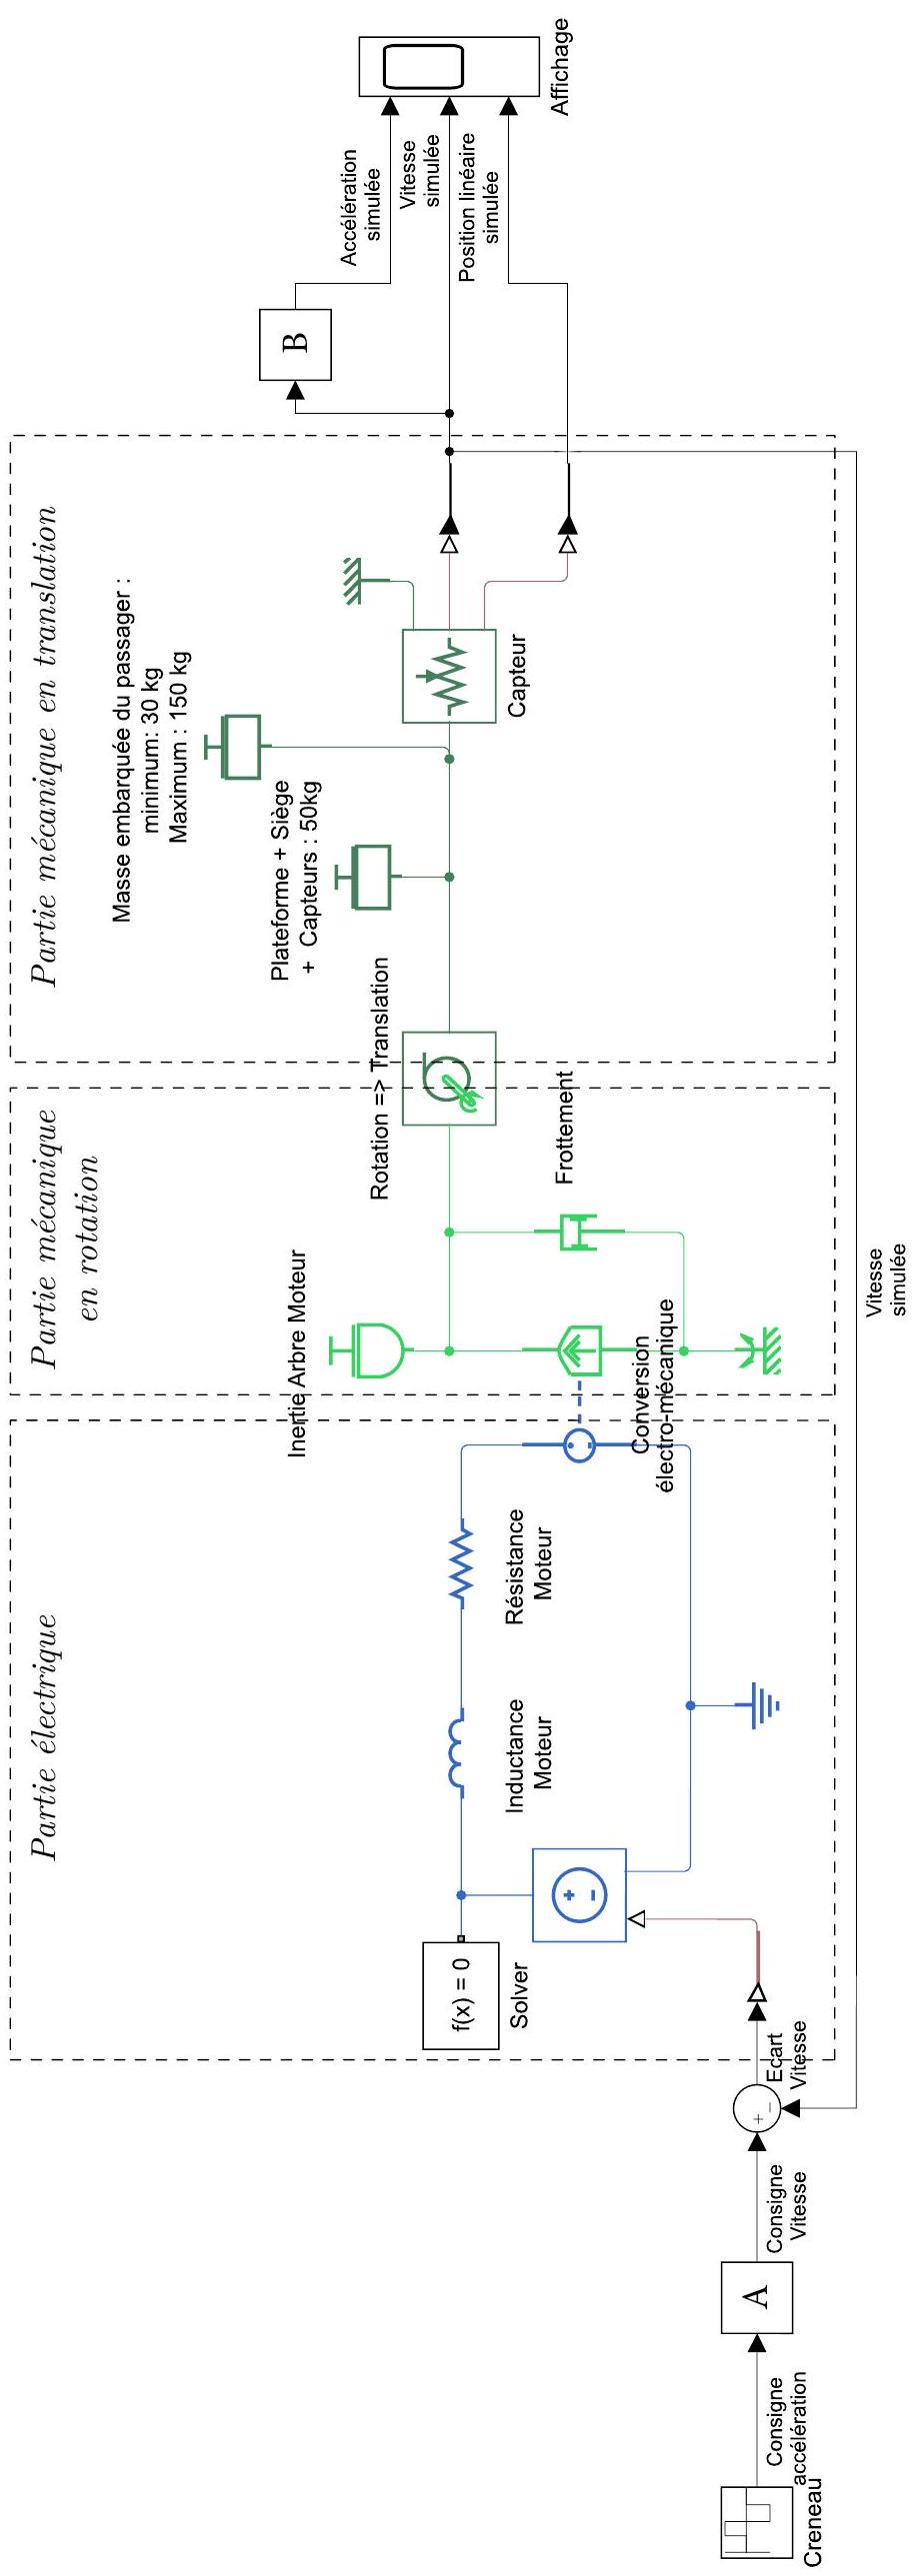 Partie électrique
Partie mécanique
en rotation
Partie mécanique en translation
Creneau
Consigne
accélération
A
Consigne
Vitesse
+
−
Ecart
Vitesse
f(x) = 0
Solver
+
−
Inductance
Moteur
Résistance
Moteur
Conversion
électro-mécanique
Inertie Arbre Moteur
Frottement
Rotation => Translation
Plateforme + Siège
+ Capteurs : 50kg
Masse embarquée du passager :
minimum: 30 kg
Maximum : 150 kg
Capteur
B
Accélération
simulée
Vitesse
simulée
Position linéaire
simulée
Affichage
Vitesse
simulée